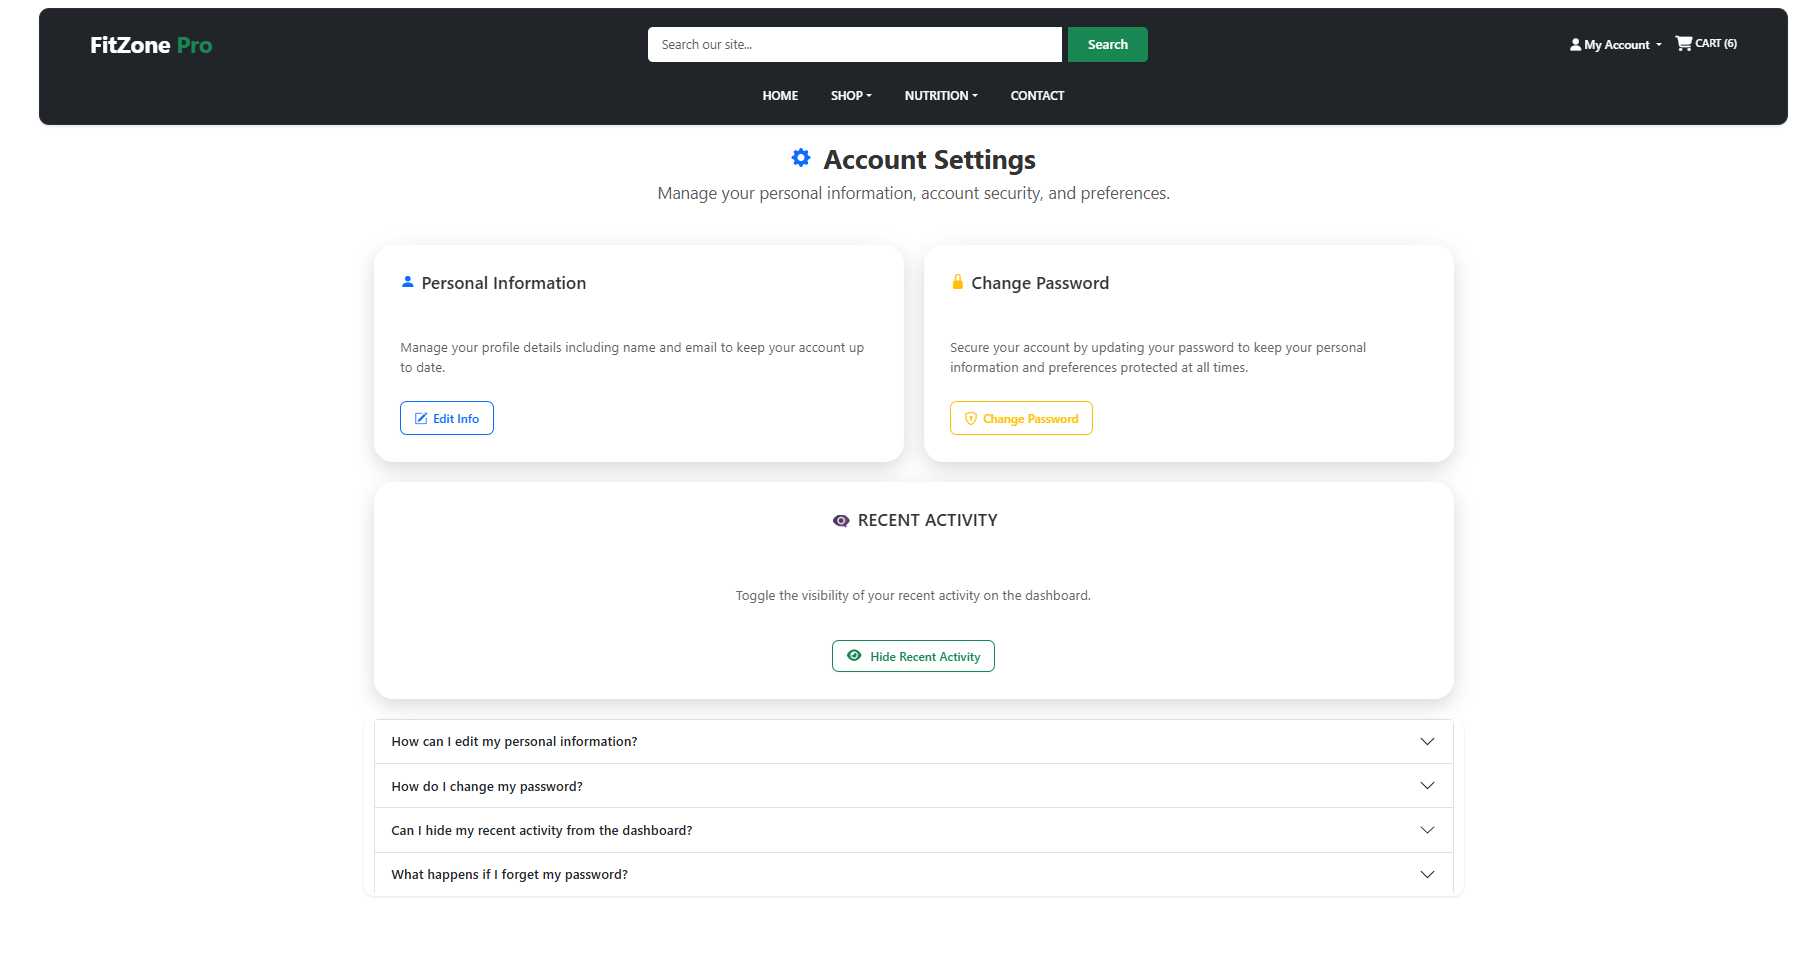 FitZone Pro
Search our site...
Search
My Account
CART (6)
HOME
SHOP
NUTRITION
CONTACT
Account Settings
Manage your personal information, account security, and preferences.
Personal Information
Manage your profile details including name and email to keep your account up
to date.
Edit Info
Change Password
Secure your account by updating your password to keep your personal
information and preferences protected at all times.
Change Password
RECENT ACTIVITY
Toggle the visibility of your recent activity on the dashboard.
Hide Recent Activity
How can I edit my personal information?
How do I change my password?
Can I hide my recent activity from the dashboard?
What happens if I forget my password?